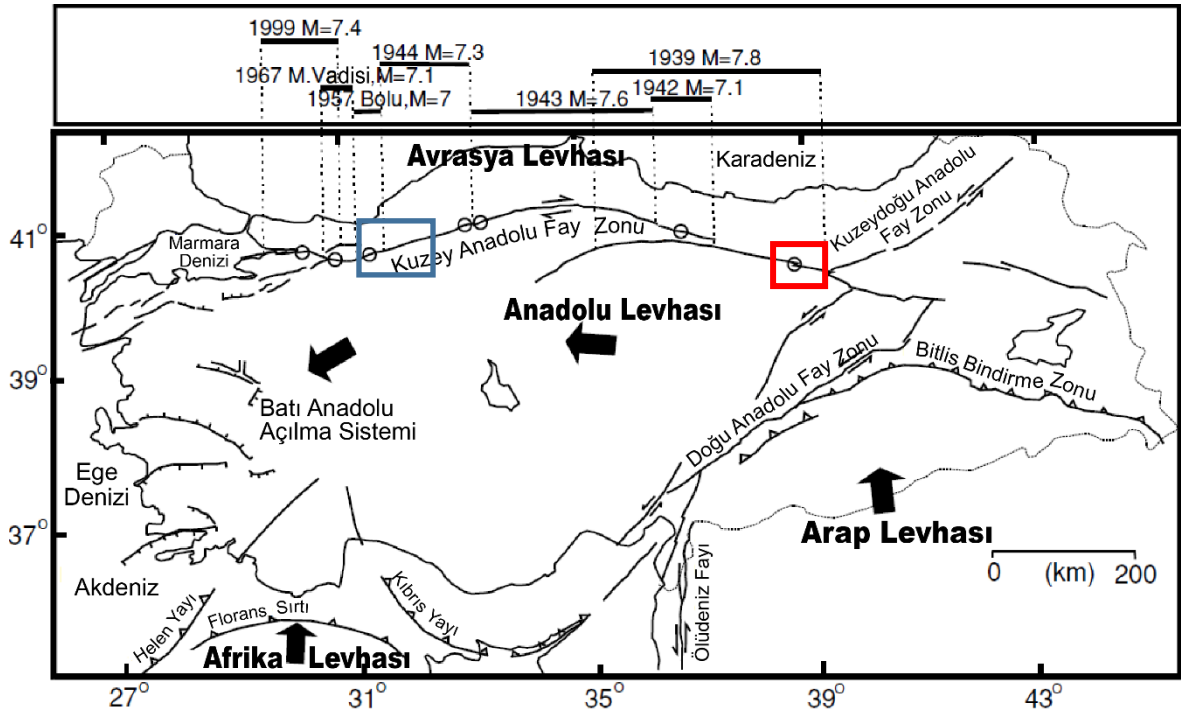 1999 M=7.4
1944 M=7.3
1939 M=7.8
1967 M.Vadisi,M=7.1
1942 M=7.1
1957 Bolu,M=7
1943 M=7.6
Avrasya Levhası
Karadeniz
Kuzeydoğu Anadolu
Fay Zonu
41°
Marmara
Denizi
Kuzey Anadolu Fay Zonu
Anadolu Levhası
39°
Batı Anadolu
Açılma Sistemi
Doğu Anadolu Fay Zonu
Bitlis Bindirme Zonu
Ege
Denizi
37°
Arap Levhası
0 (km) 200
Akdeniz
Helen Yayı
Florans Sırtı
Kıbrıs Yayı
Ölüdeniz Fayı
Afrika Levhası
27° 31° 35° 39° 43°